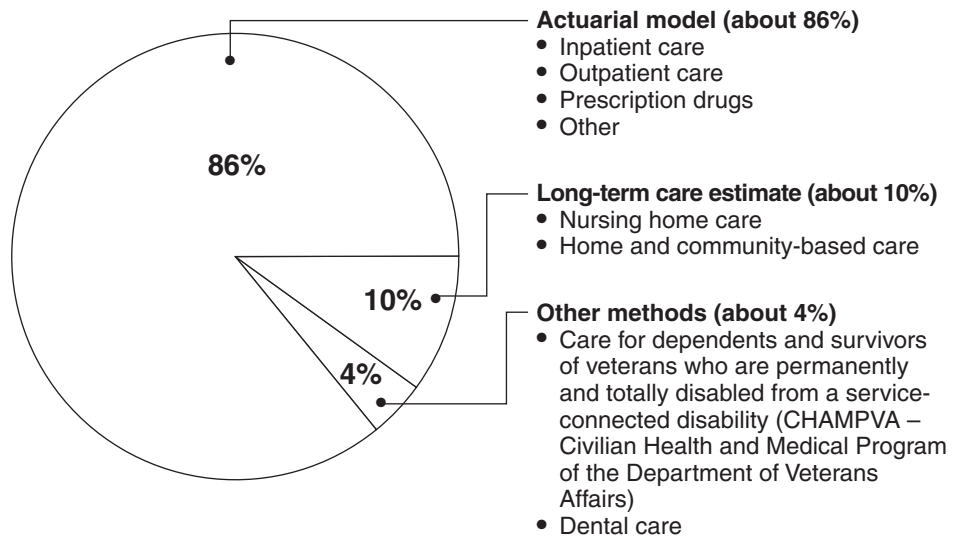 Actuarial model (about 86%)
• Inpatient care
• Outpatient care
• Prescription drugs
• Other
86%
Long-term care estimate (about 10%)
• Nursing home care
• Home and community-based care
10%
Other methods (about 4%)
• Care for dependents and survivors
of veterans who are permanently
and totally disabled from a service-
connected disability (CHAMPVA –
Civilian Health and Medical Program
of the Department of Veterans
Affairs)
• Dental care
4%